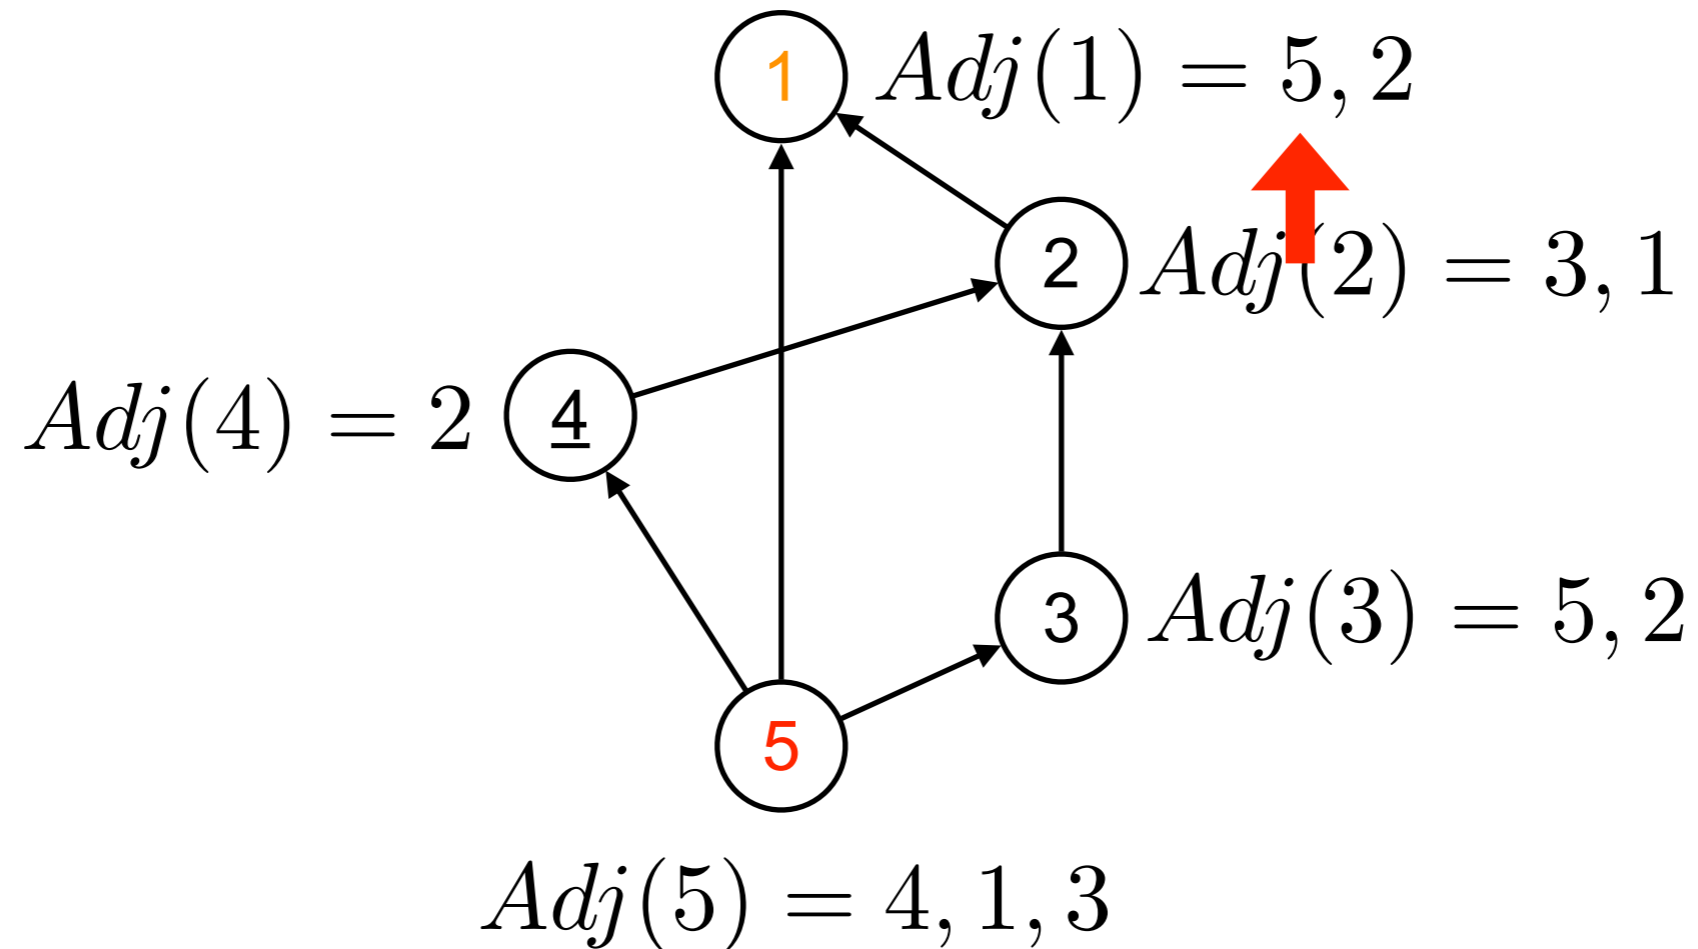 1 Adj(1) = 5, 2
2 Adj(2) = 3, 1
Adj(4) = 2 4
3 Adj(3) = 5, 2
5
Adj(5) = 4, 1, 3